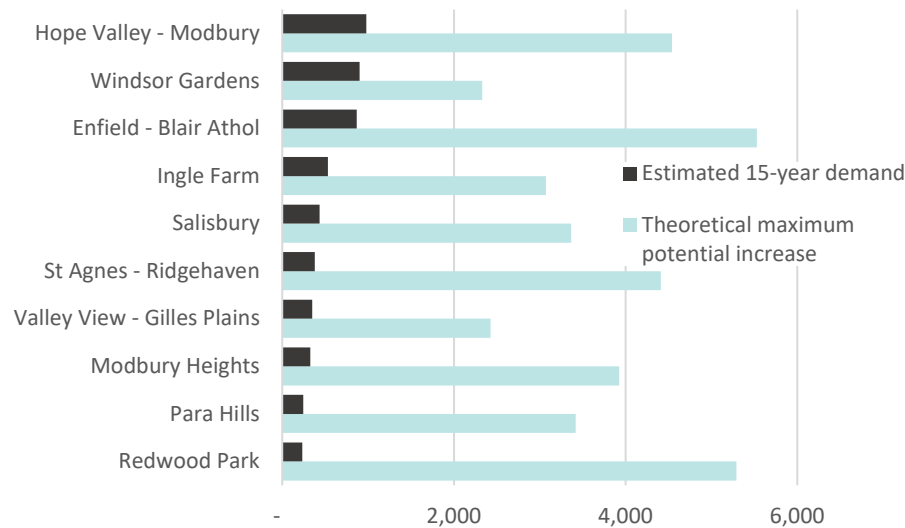 Hope Valley - Modbury
Windsor Gardens
Enfield - Blair Athol
Ingle Farm
Salisbury
St Agnes - Ridgehaven
Valley View - Gilles Plains
Modbury Heights
Para Hills
Redwood Park
Estimated 15-year demand
Theoretical maximum
potential increase
- 2,000 4,000 6,000